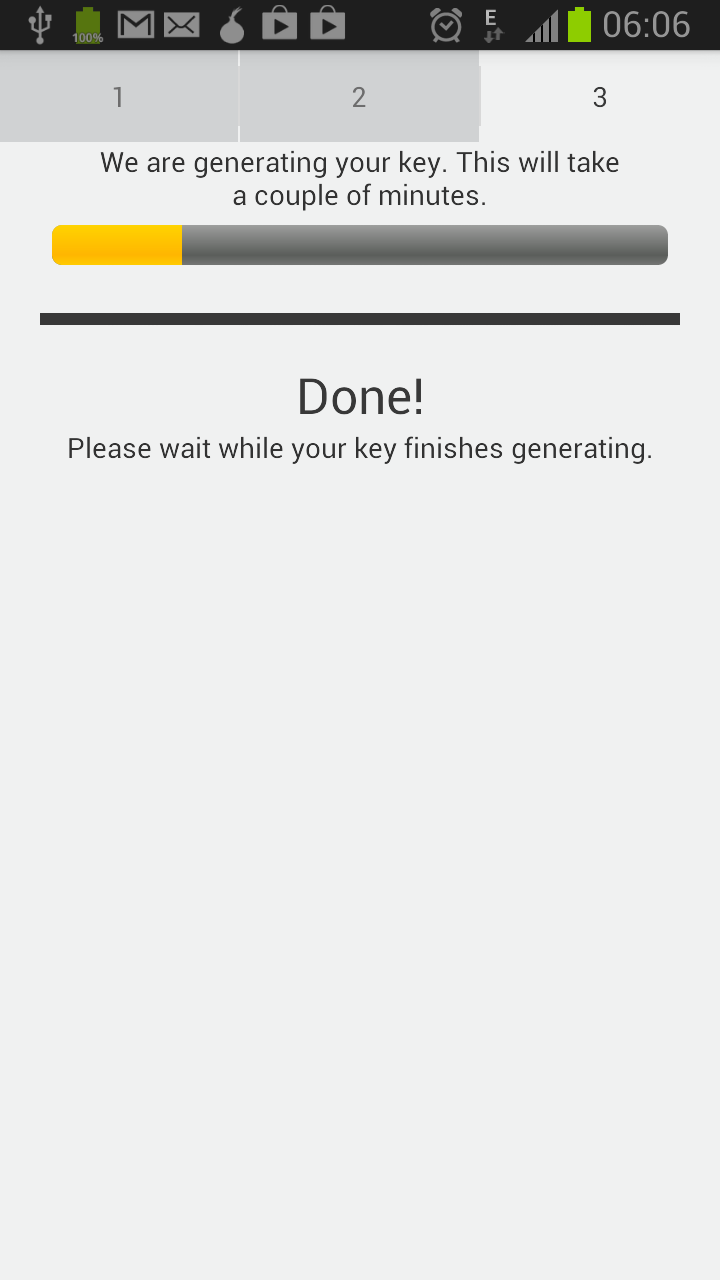 100%
E
06:06
1
2
3
We are generating your key. This will take
a couple of minutes.
Done!
Please wait while your key finishes generating.